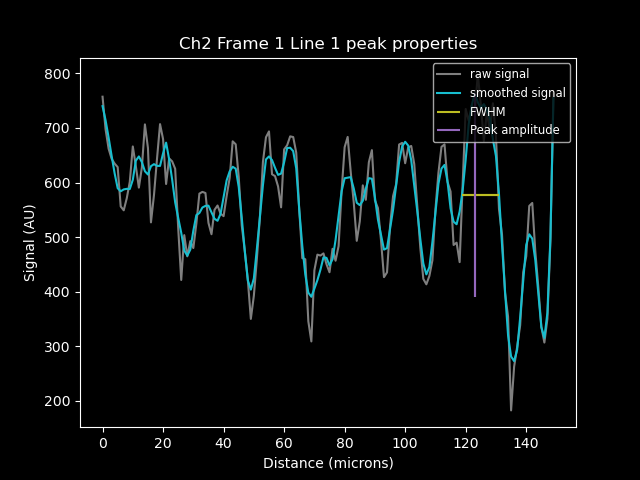 Ch2 Frame 1 Line 1 peak properties
raw signal
smoothed signal
FWHM
Peak amplitude
Signal (AU)
800
700
600
500
400
300
200
0 20 40 60 80 100 120 140
Distance (microns)